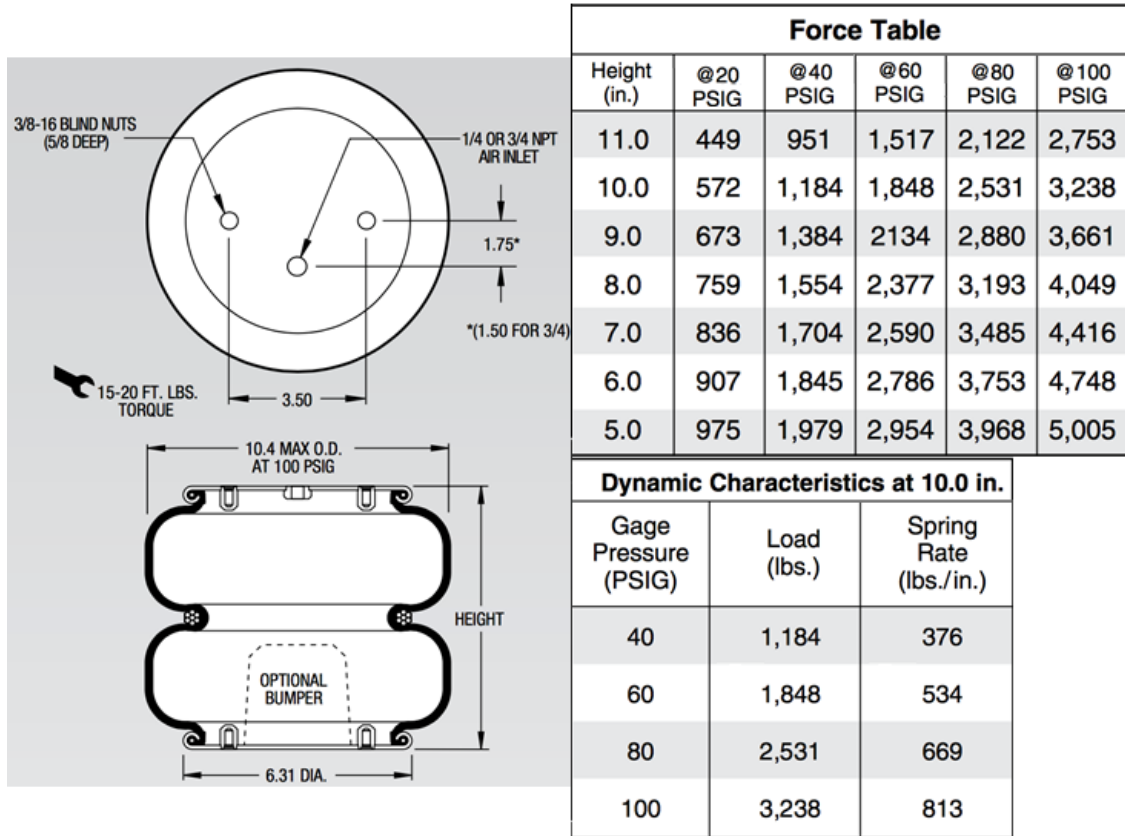 3/8-16 BLIND NUTS
(5/8 DEEP)
1/4 OR 3/4 NPT
AIR INLET
1.75*
*(1.50 FOR 3/4)
15-20 FT. LBS.
TORQUE
3.50
10.4 MAX O.D.
AT 100 PSIG
HEIGHT
OPTIONAL
BUMPER
6.31 DIA.
Force Table
Height (in.) @20 PSIG @40 PSIG @60 PSIG @80 PSIG @100 PSIG
11.0 449 951 1,517 2,122 2,753
10.0 572 1,184 1,848 2,531 3,238
9.0 673 1,384 2134 2,880 3,661
8.0 759 1,554 2,377 3,193 4,049
7.0 836 1,704 2,590 3,485 4,416
6.0 907 1,845 2,786 3,753 4,748
5.0 975 1,979 2,954 3,968 5,005
Dynamic Characteristics at 10.0 in.
Gage Pressure (PSIG) Load (lbs.) Spring Rate (lbs./in.)
40 1,184 376
60 1,848 534
80 2,531 669
100 3,238 813